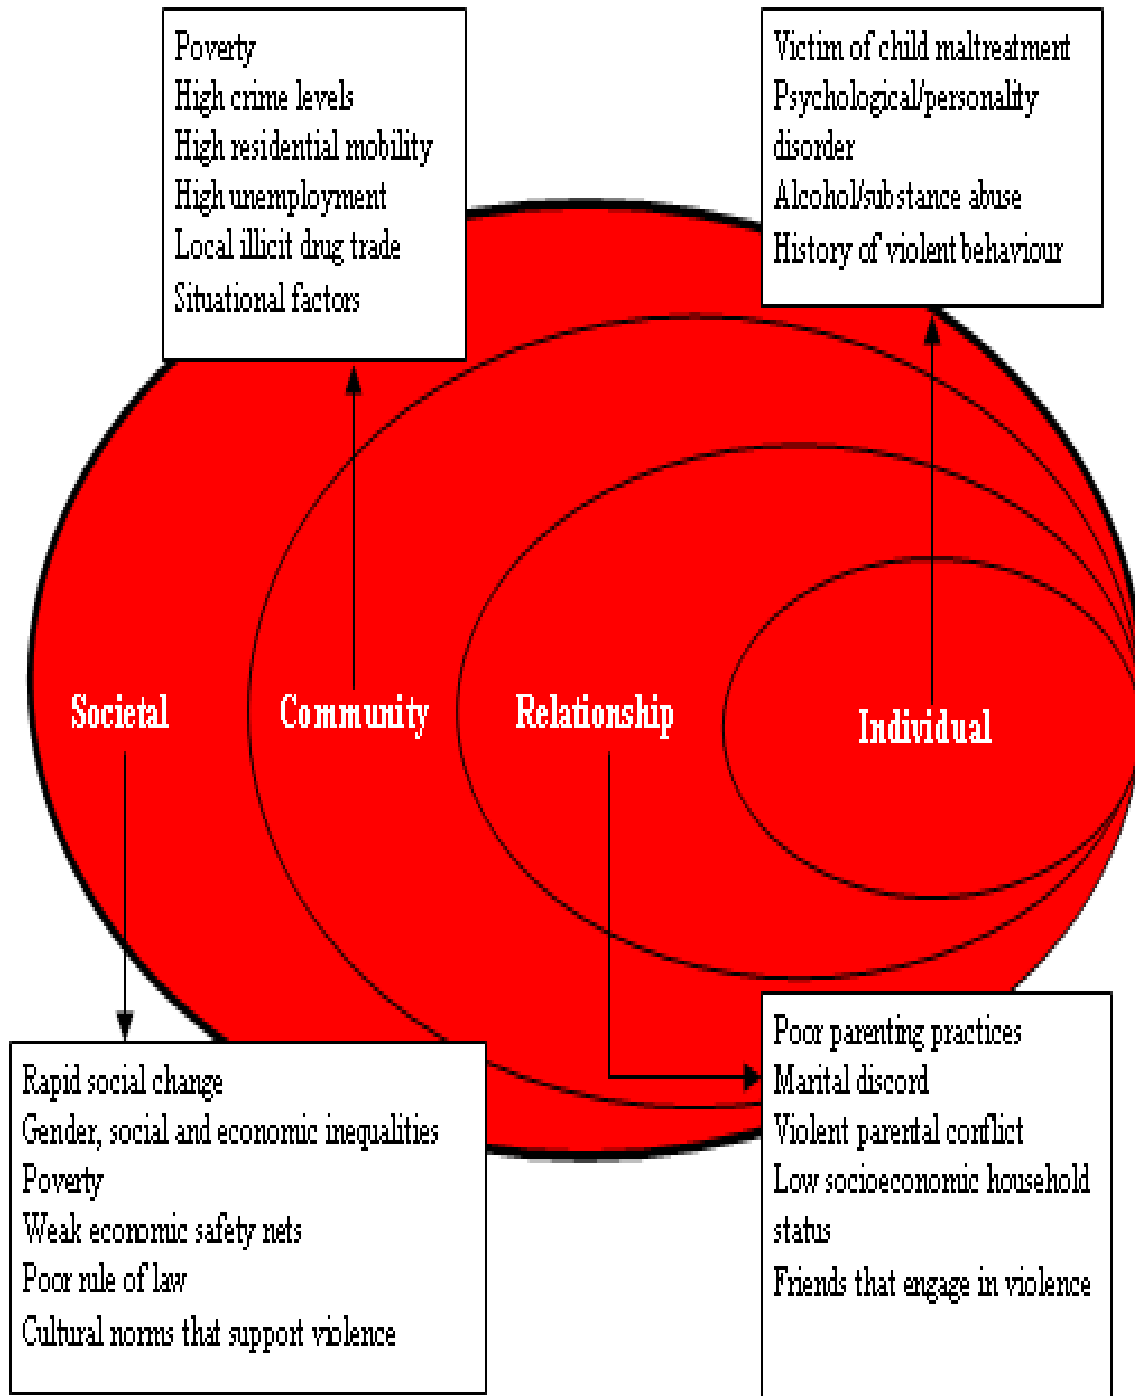 Poverty
High crime levels
High residential mobility
High unemployment
Local illicit drug trade
Situational factors
Victim of child maltreatment
Psychological/personality
disorder
Alcohol/substance abuse
History of violent behaviour
Societal
Community
Relationship
Individual
Rapid social change
Gender, social and economic inequalities
Poverty
Weak economic safety nets
Poor rule of law
Cultural norms that support violence
Poor parenting practices
Marital discord
Violent parental conflict
Low socioeconomic household
status
Friends that engage in violence